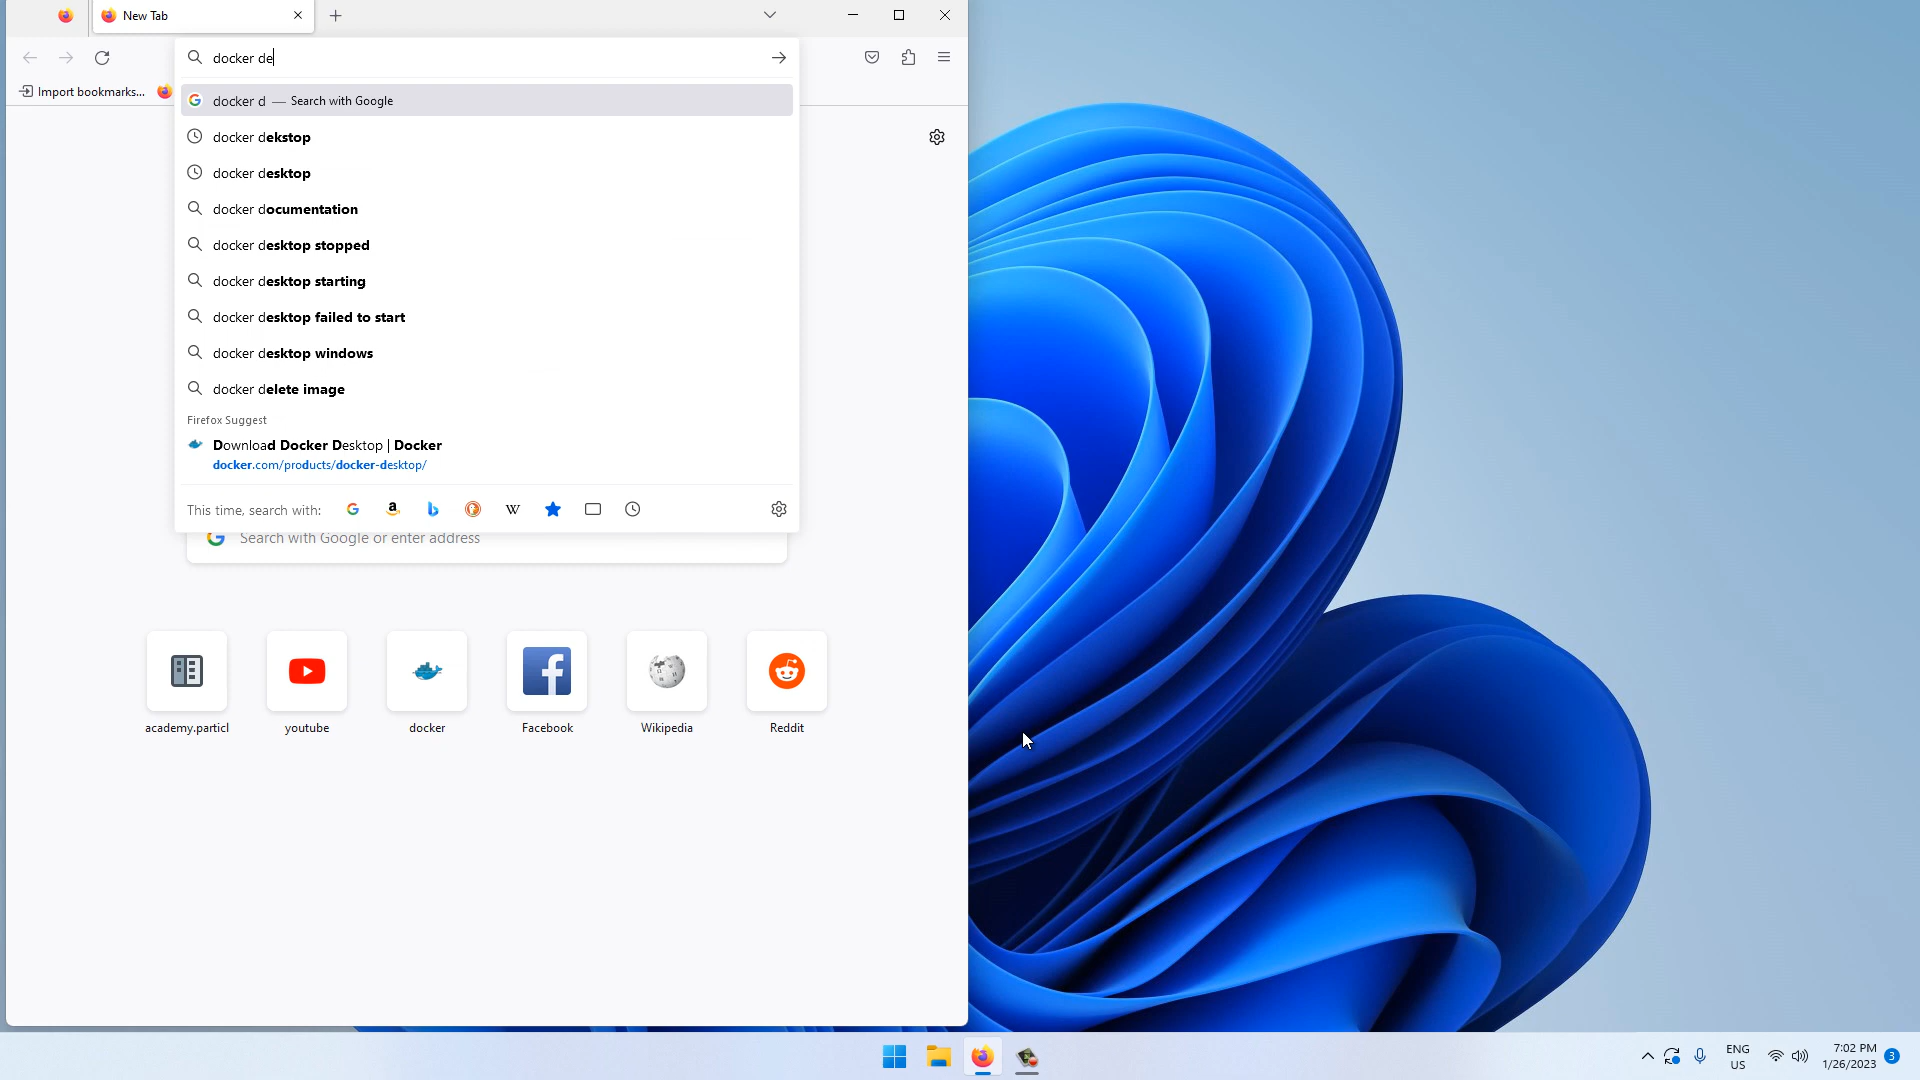 New Tab
docker de
Import bookmarks...
docker d — Search with Google
docker dekstop
docker desktop
docker documentation
docker desktop stopped
docker desktop starting
docker desktop failed to start
docker desktop windows
docker delete image
Firefox Suggest
Download Docker Desktop | Docker
docker.com/products/docker-desktop/
This time, search with:
Search with Google or enter address
academy.particl
youtube
docker
Facebook
Wikipedia
Reddit
ENG
US
7:02 PM
1/26/2023
3